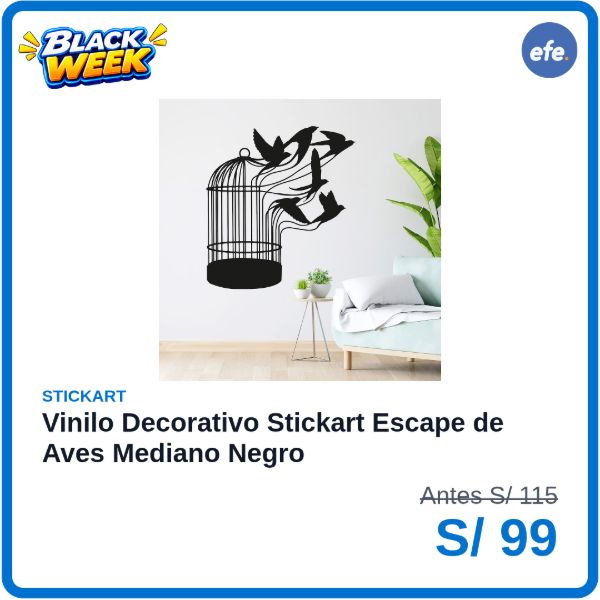 BLACK
WEEK
efe.
STICKART
Vinilo Decorativo Stickart Escape de
Aves Mediano Negro
Antes S/ 115
S/ 99